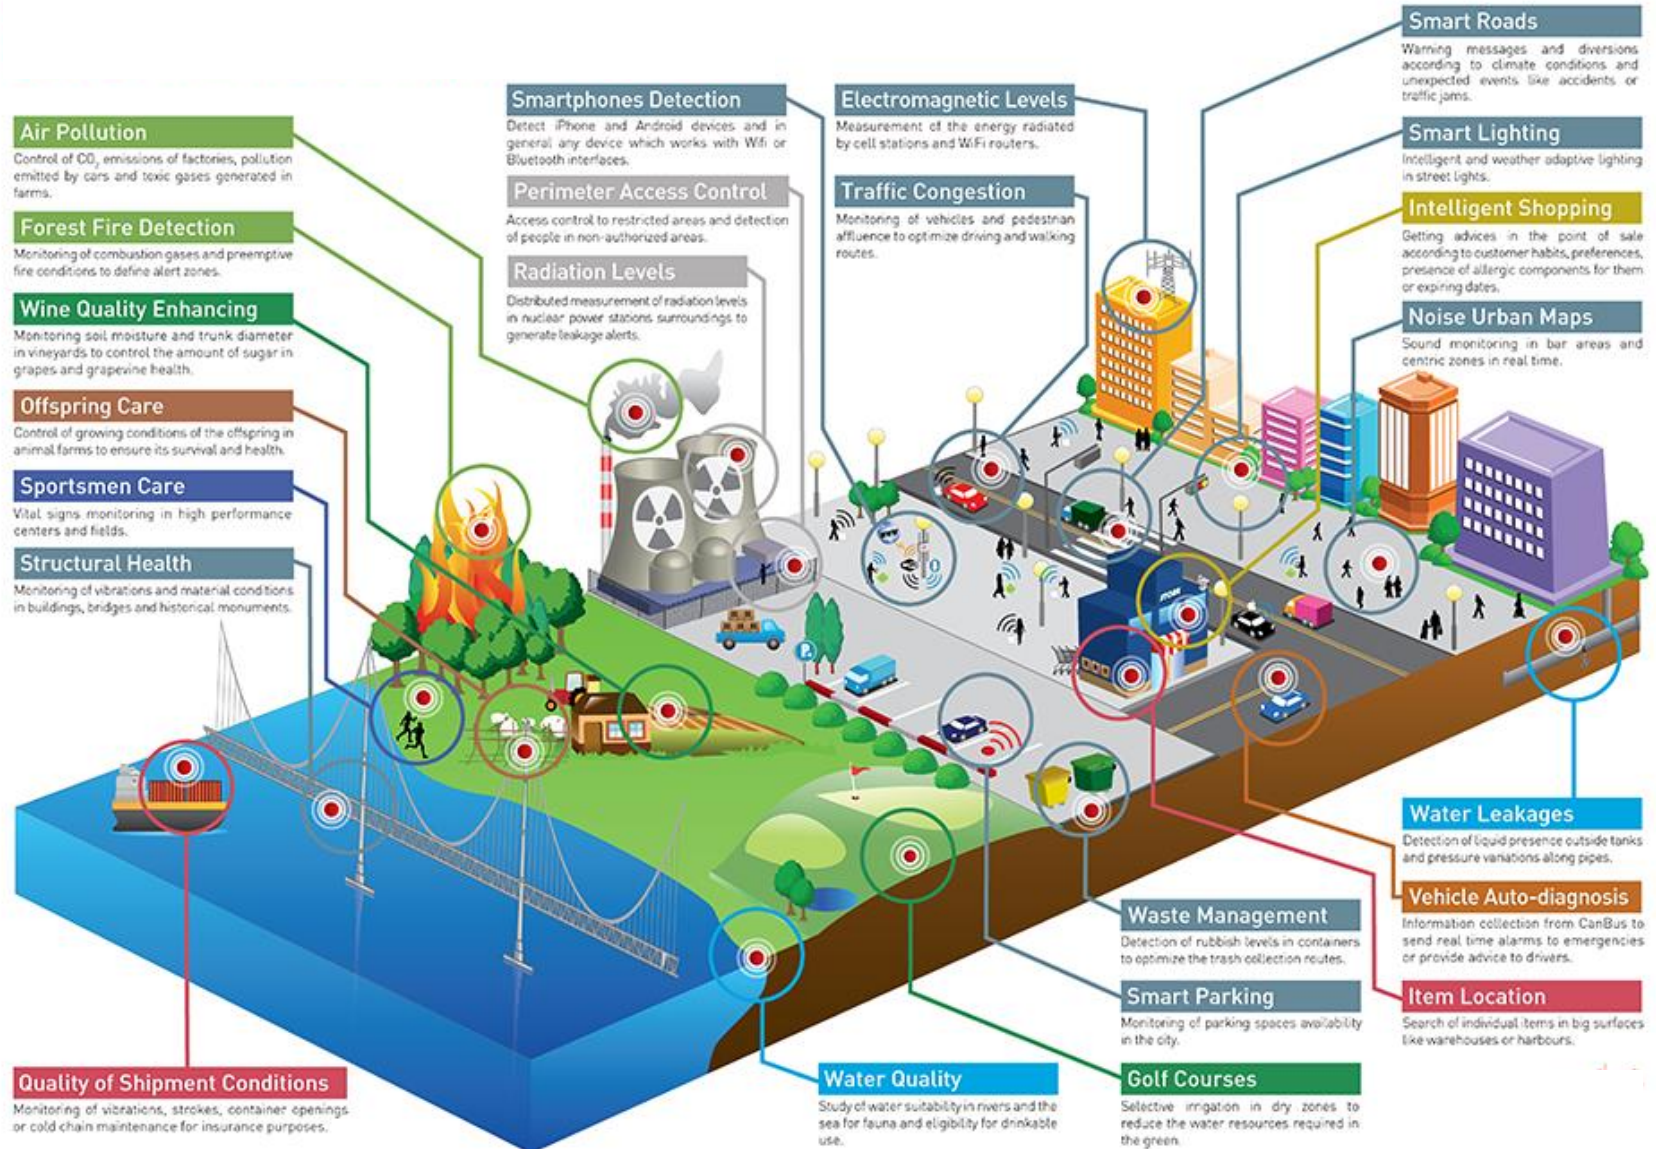 Air Pollution
Control of CO₂ emissions of factories, pollution
emitted by cars and toxic gases generated in
farms.
Forest Fire Detection
Monitoring of combustion gases and preemptive
fire conditions to define alert zones.
Wine Quality Enhancing
Monitoring soil moisture and trunk diameter
in vineyards to control the amount of sugar in
grapes and grapevine health.
Offspring Care
Control of growing conditions of the offspring in
animal farms to ensure its survival and health.
Sportsmen Care
Vital signs monitoring in high performance
centers and fields.
Structural Health
Monitoring of vibrations and material conditions
in buildings, bridges and historical monuments.
Quality of Shipment Conditions
Monitoring of vibrations, strokes, container openings
or cold chain maintenance for insurance purposes.
Smartphones Detection
Detect iPhone and Android devices and in
general any device which works with Wifi or
Bluetooth interfaces.
Perimeter Access Control
Access control to restricted areas and detection
of people in non-authorized areas.
Radiation Levels
Distributed measurement of radiation levels
in nuclear power stations surroundings to
generate leakage alerts.
Electromagnetic Levels
Measurement of the energy radiated
by cell stations and WiFi routers.
Traffic Congestion
Monitoring of vehicles and pedestrian
affluence to optimize driving and walking
routes.
Smart Roads
Warning messages and diversions
according to climate conditions and
unexpected events like accidents or
traffic jams.
Smart Lighting
Intelligent and weather adaptive lighting
in street lights.
Intelligent Shopping
Getting advices in the point of sale
according to customer habits, preferences,
presence of allergic components for them
or expiring dates.
Noise Urban Maps
Sound monitoring in bar areas and
centric zones in real time.
P
STORE
Water Leakages
Detection of liquid presence outside tanks
and pressure variations along pipes.
Vehicle Auto-diagnosis
Information collection from CanBus to
send real time alarms to emergencies
or provide advice to drivers.
Item Location
Search of individual items in big surfaces
like warehouses or harbours.
Waste Management
Detection of rubbish levels in containers
to optimize the trash collection routes.
Smart Parking
Monitoring of parking spaces availability
in the city.
Golf Courses
Selective irrigation in dry zones to
reduce the water resources required in
the green.
Water Quality
Study of water suitability in rivers and the
sea for fauna and eligibility for drinkable
use.